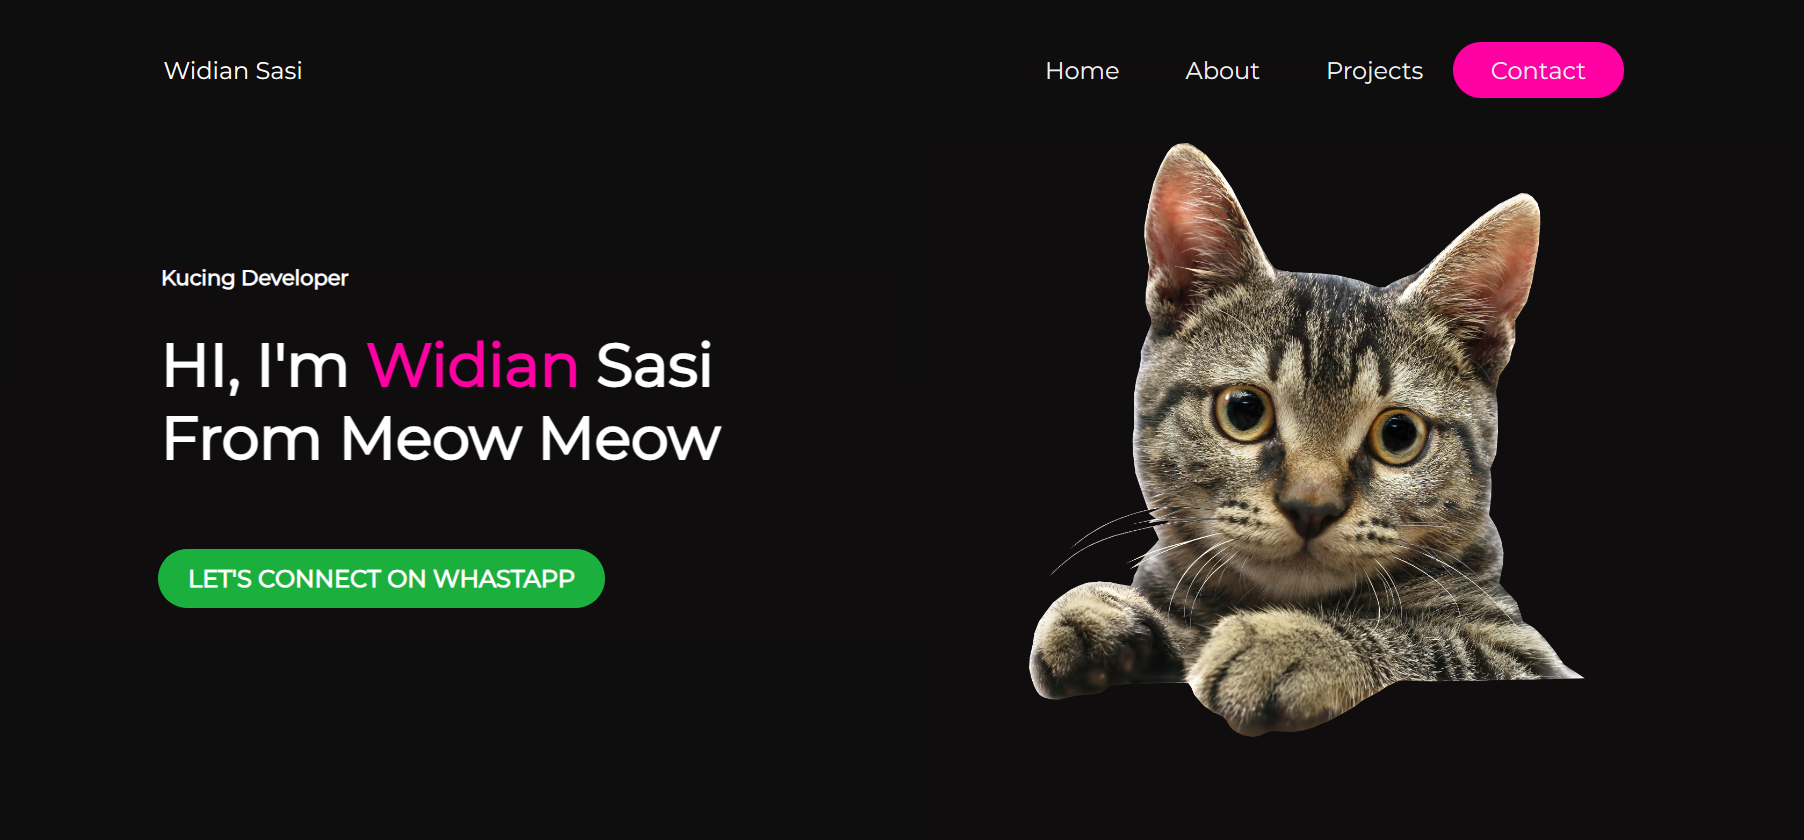 Widian Sasi
Home About Projects Contact
Kucing Developer
HI, I'm Widian Sasi
From Meow Meow
LET'S CONNECT ON WHASTAPP